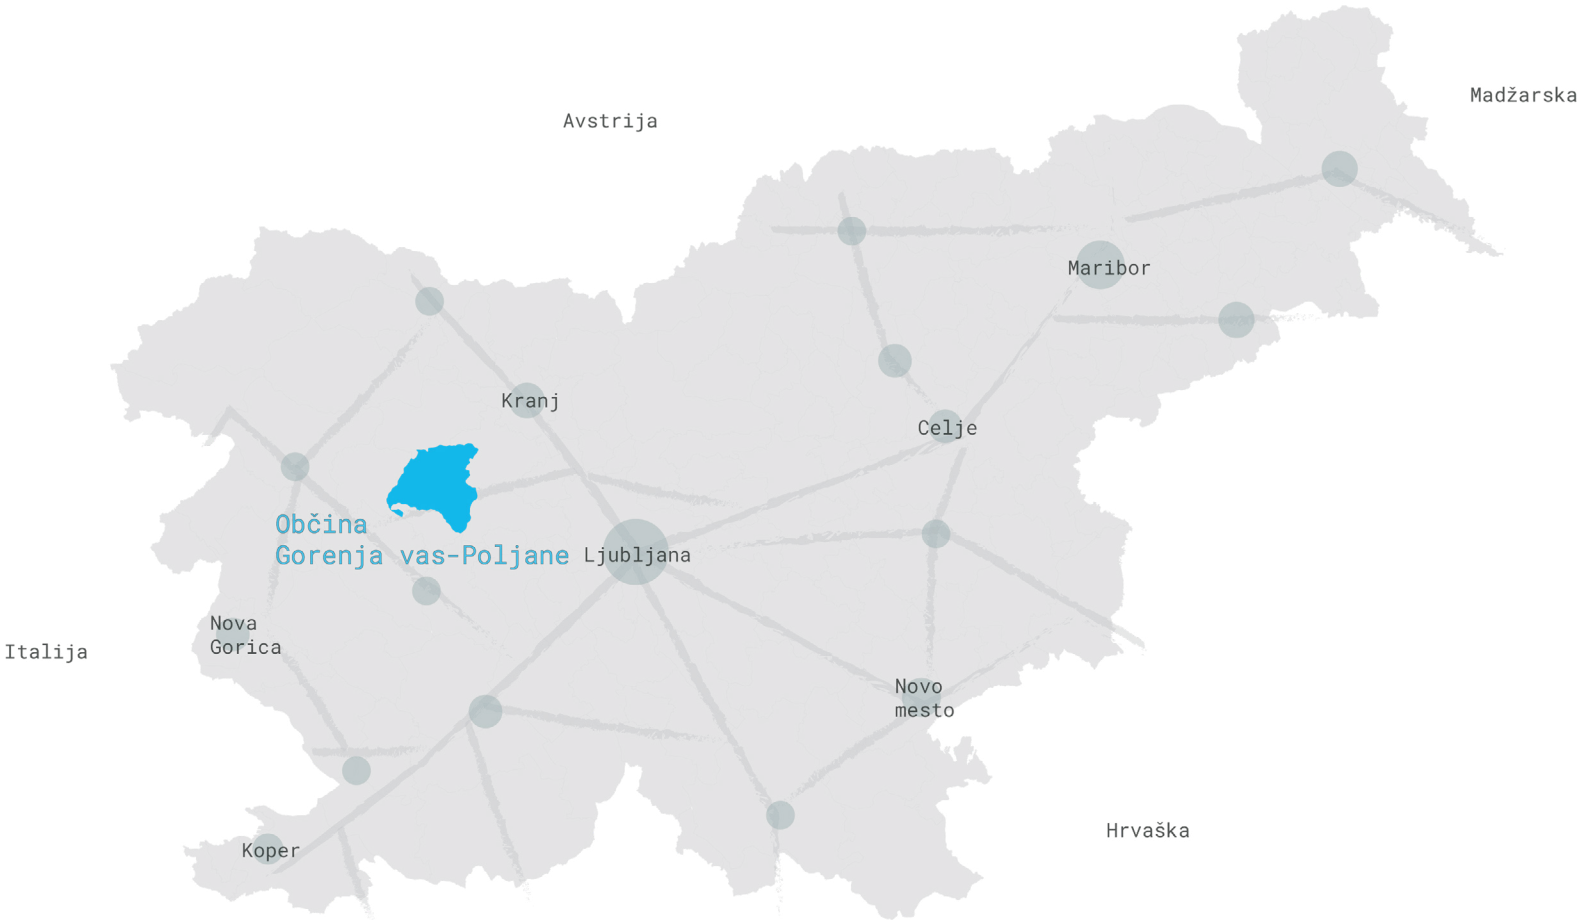 Madžarska
Avstrija
Maribor
Kranj
Celje
Občina
Gorenja vas-Poljane
Ljubljana
Nova
Gorica
Italija
Novo
mesto
Hrvaška
Koper